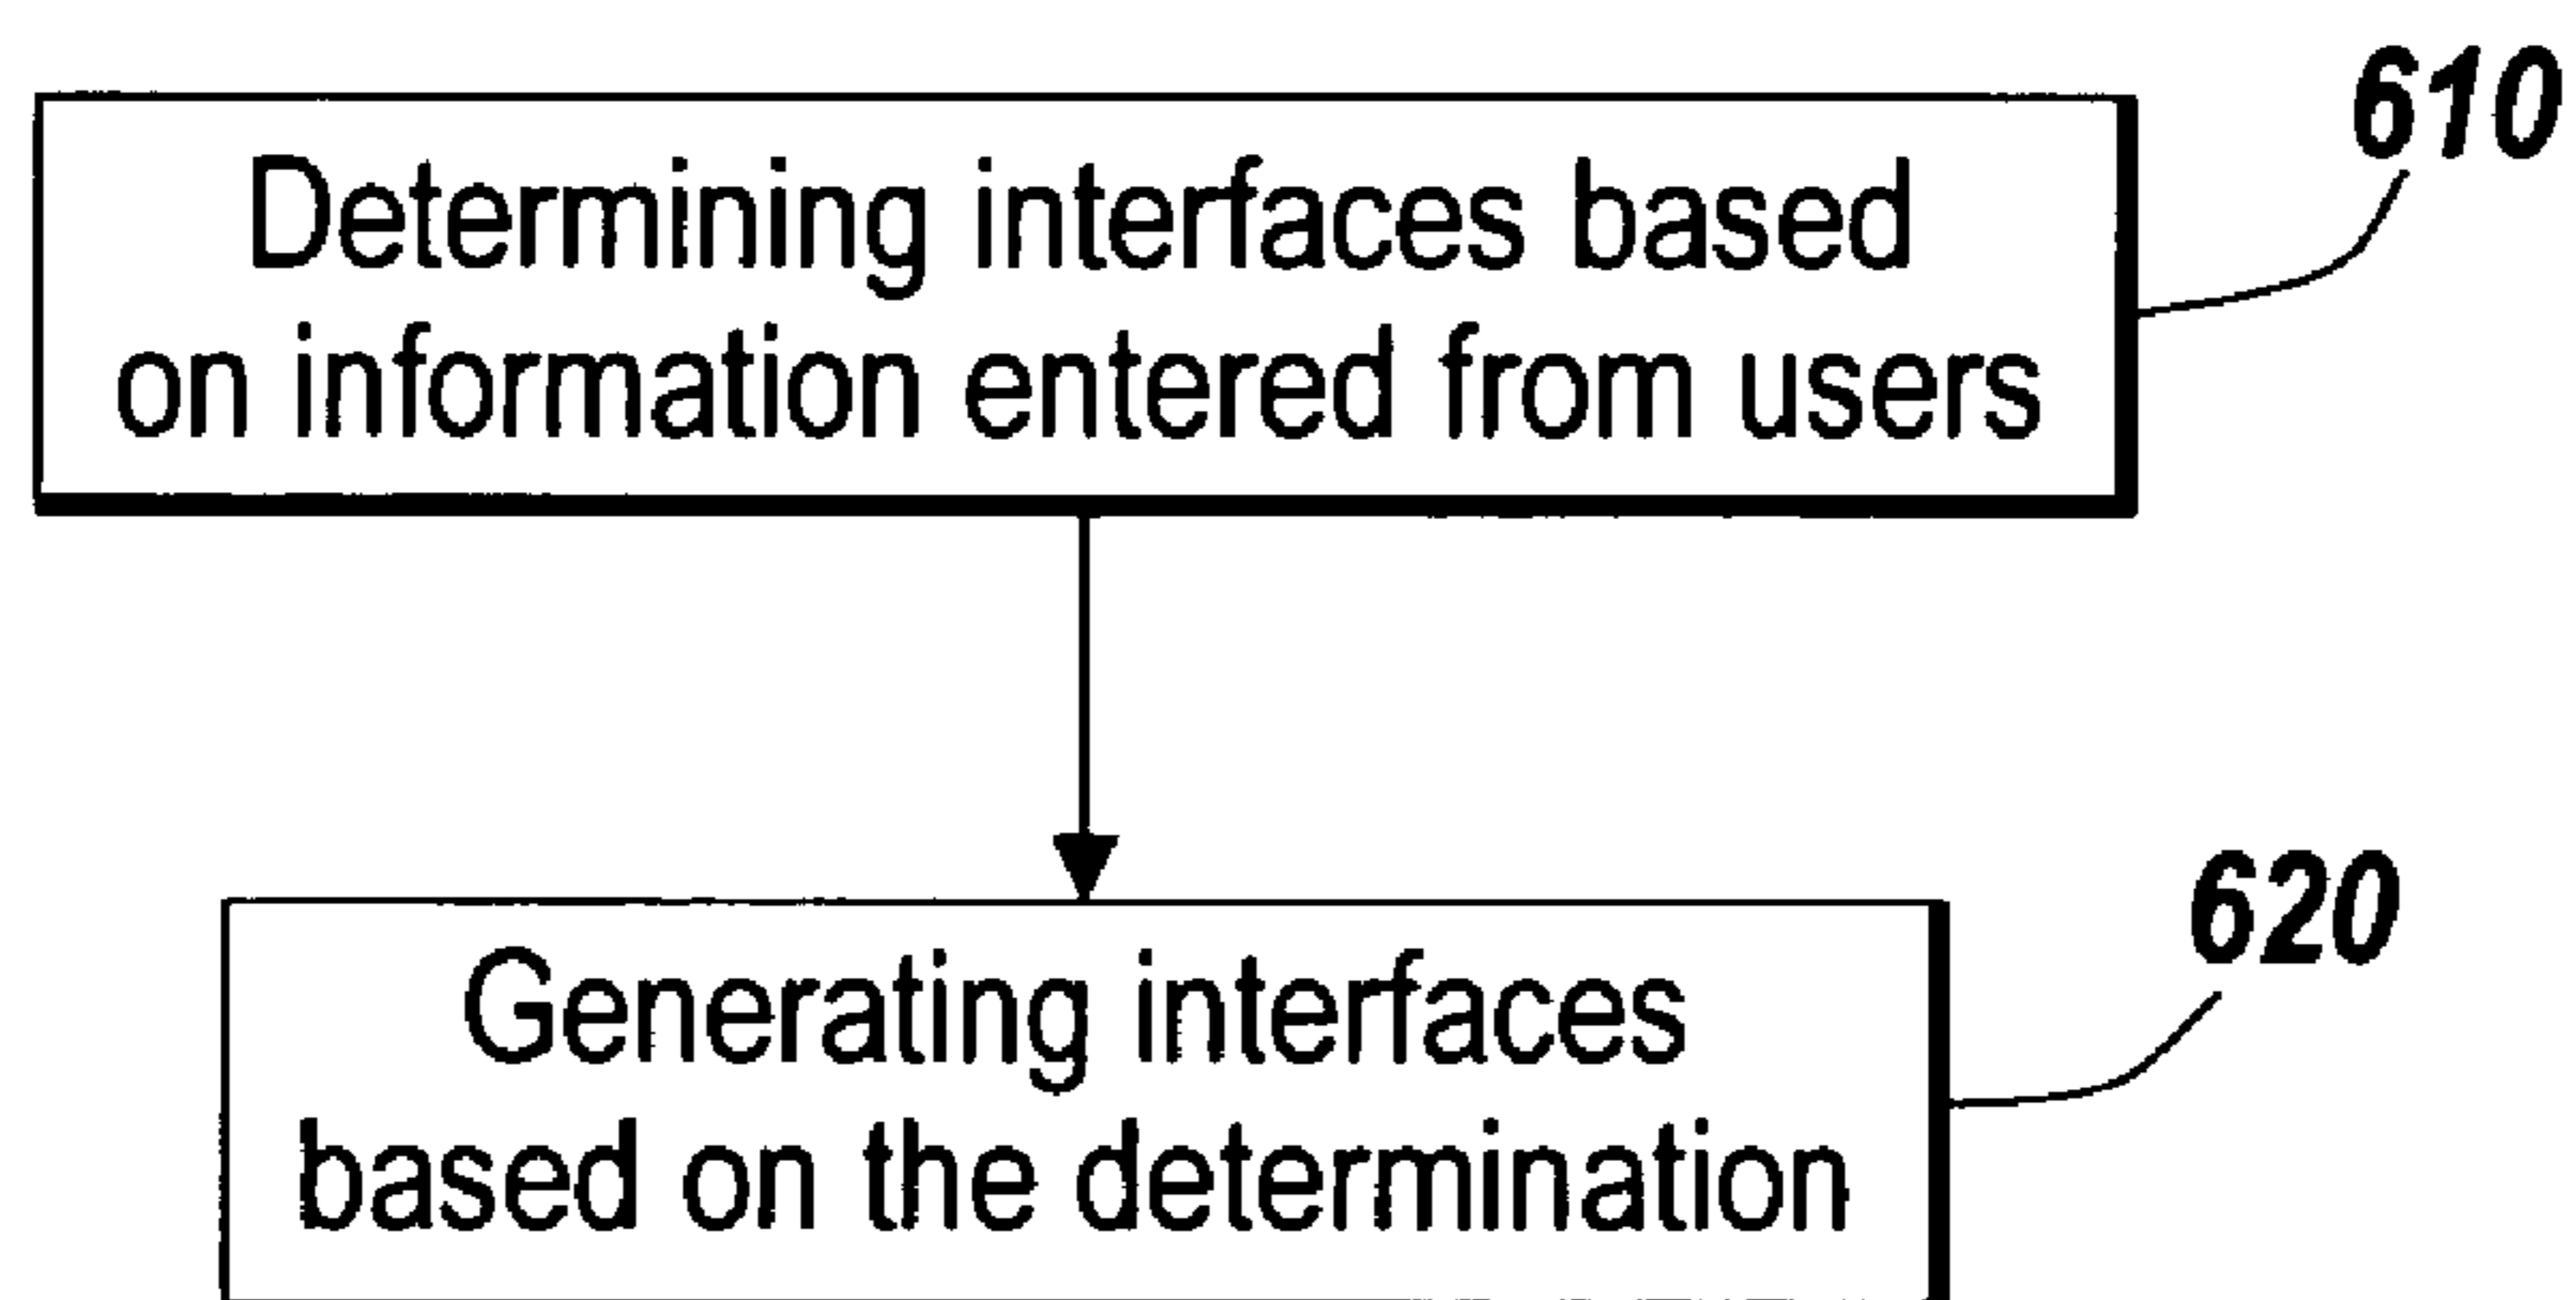 610
Determining interfaces based
on information entered from users
620
Generating interfaces
based on the determination